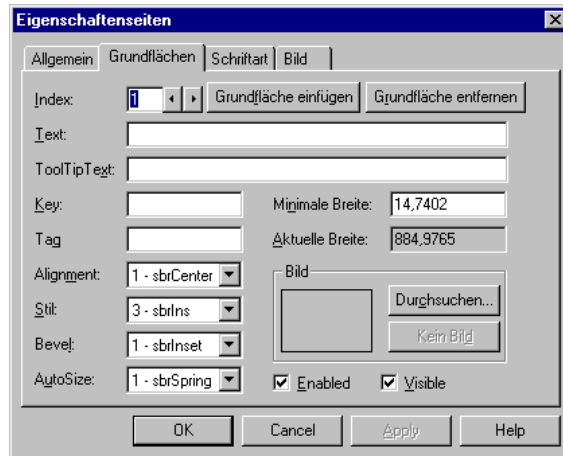 Eigenschaftenseiten
Allgemein Grundflächen Schriftart Bild
Index: 1 Grundfläche einfügen Grundfläche entfernen
Text:
ToolTipText:
Key: Minimale Breite: 14,7402
Tag Aktuelle Breite: 884,9765
Alignment: 1 - sbrCenter Bild
Stil: 3 - sbrIns Durchsuchen...
Bevel: 1 - sbrInset Kein Bild
AutoSize: 1 - sbrSpring Enabled Visible
OK Cancel Apply Help